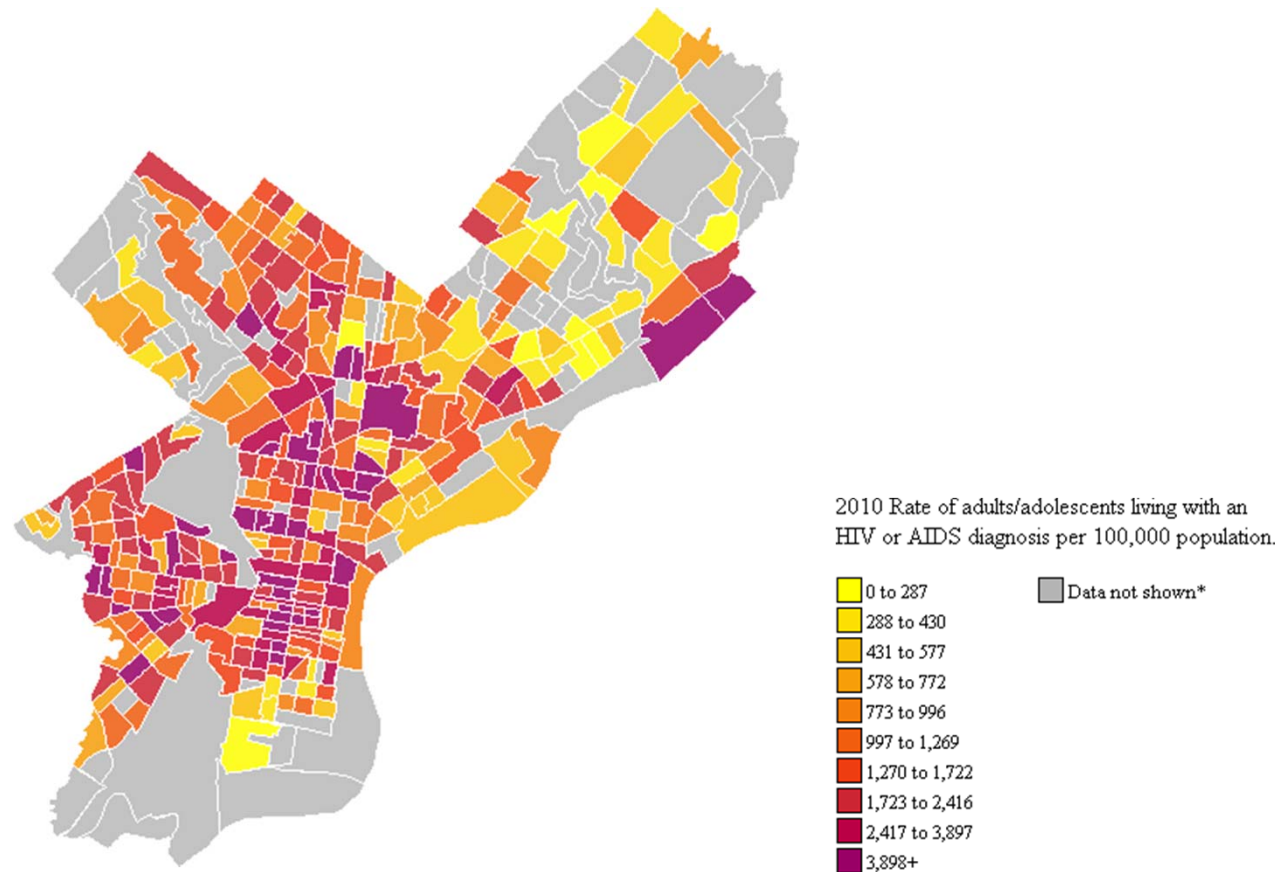 2010 Rate of adults/adolescents living with an
HIV or AIDS diagnosis per 100,000 population.
0 to 287
Data not shown*
288 to 430
431 to 577
578 to 772
773 to 996
997 to 1,269
1,270 to 1,722
1,723 to 2,416
2,417 to 3,897
3,898+